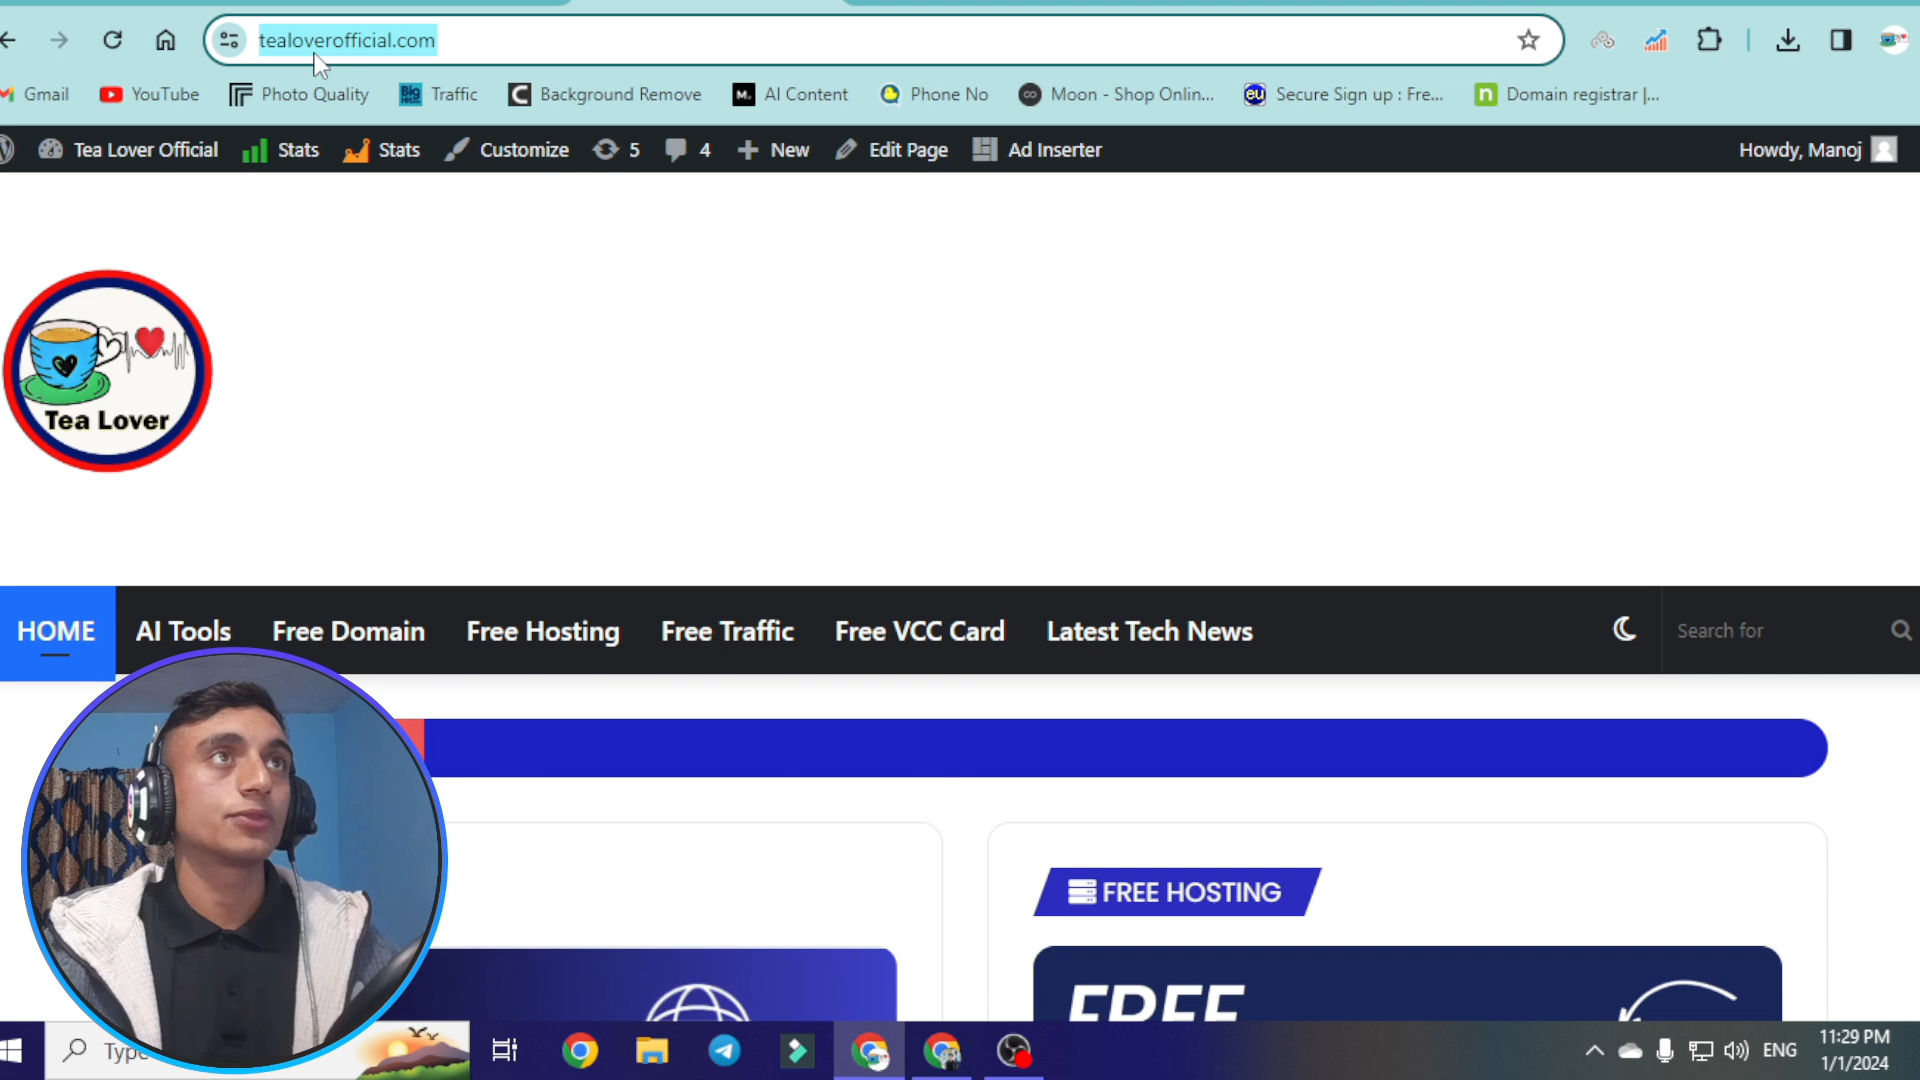 tealoverofficial.com
Gmail YouTube Photo Quality Traffic Background Remove AI Content Phone No Moon - Shop Onlin... Secure Sign up : Fre... Domain registrar |...
Tea Lover Official Stats Stats Customize 5 4 New Edit Page Ad Inserter Howdy, Manoj
Tea Lover
HOME AI Tools Free Domain Free Hosting Free Traffic Free VCC Card Latest Tech News Search for
FREE HOSTING
FREE
Type
ENG
11:29 PM
1/1/2024